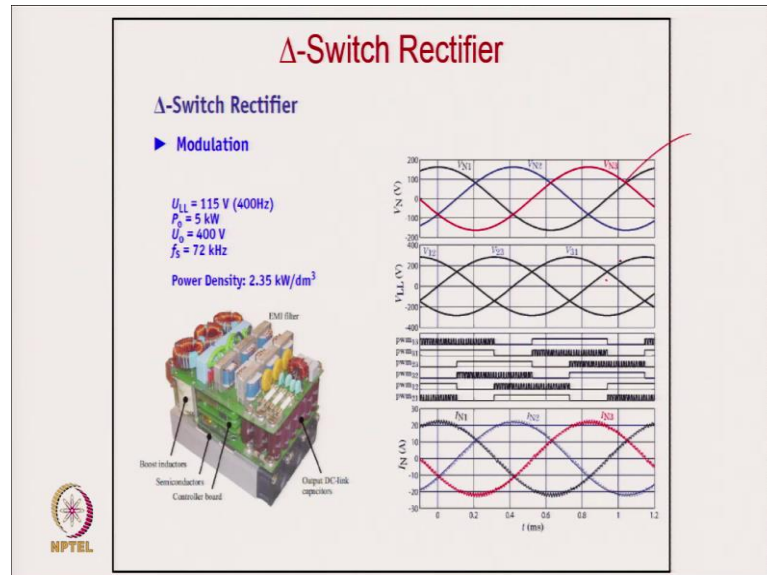 Δ-Switch Rectifier
Δ-Switch Rectifier
▶ Modulation
U_LL = 115 V (400Hz)
P_o = 5 kW
U_o = 400 V
f_S = 72 kHz
Power Density: 2.35 kW/dm³
EMI filter
Boost inductors
Semiconductors
Controller board
Output DC-link
capacitors
V_N1 V_N2 V_N3
V_N (V)
200
100
0
-100
-200
V_12 V_23 V_31
V_LL (V)
400
200
0
-200
-400
pwm_13
pwm_31
pwm_23
pwm_32
pwm_12
pwm_21
I_N1 I_N2 I_N3
I_N (A)
30
20
10
0
-10
-20
-30
0 0.2 0.4 0.6 0.8 1 1.2
t (ms)
NPTEL